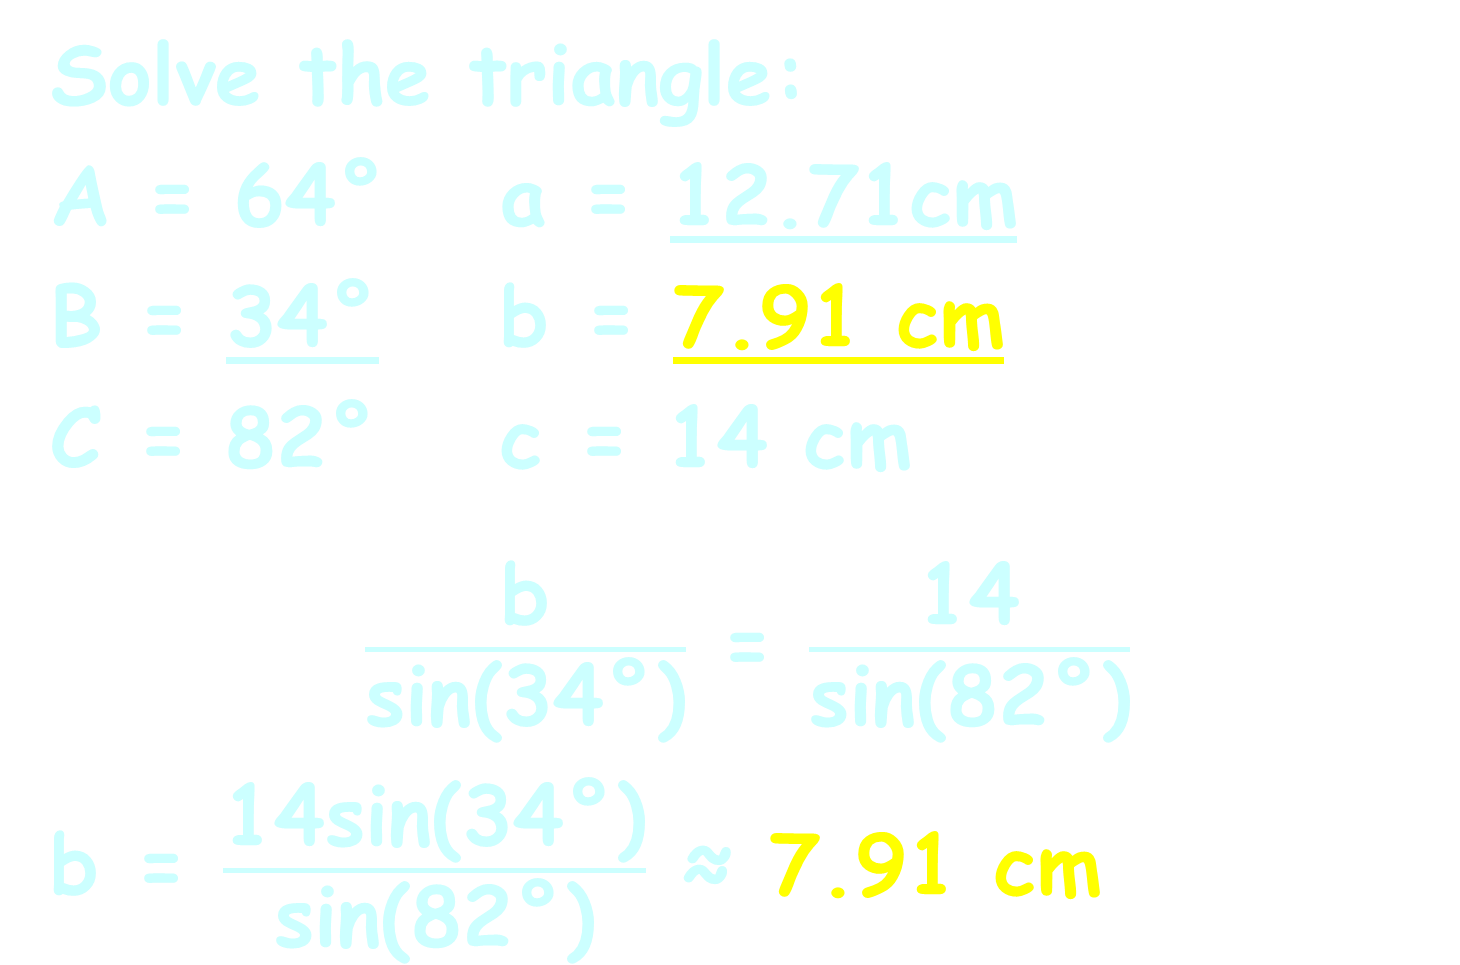 Solve the triangle:
A = 64° a = 12.71cm
B = 34° b = 7.91 cm
C = 82° c = 14 cm
b/sin(34°) = 14/sin(82°)
b = 14sin(34°)/sin(82°) ≈ 7.91 cm